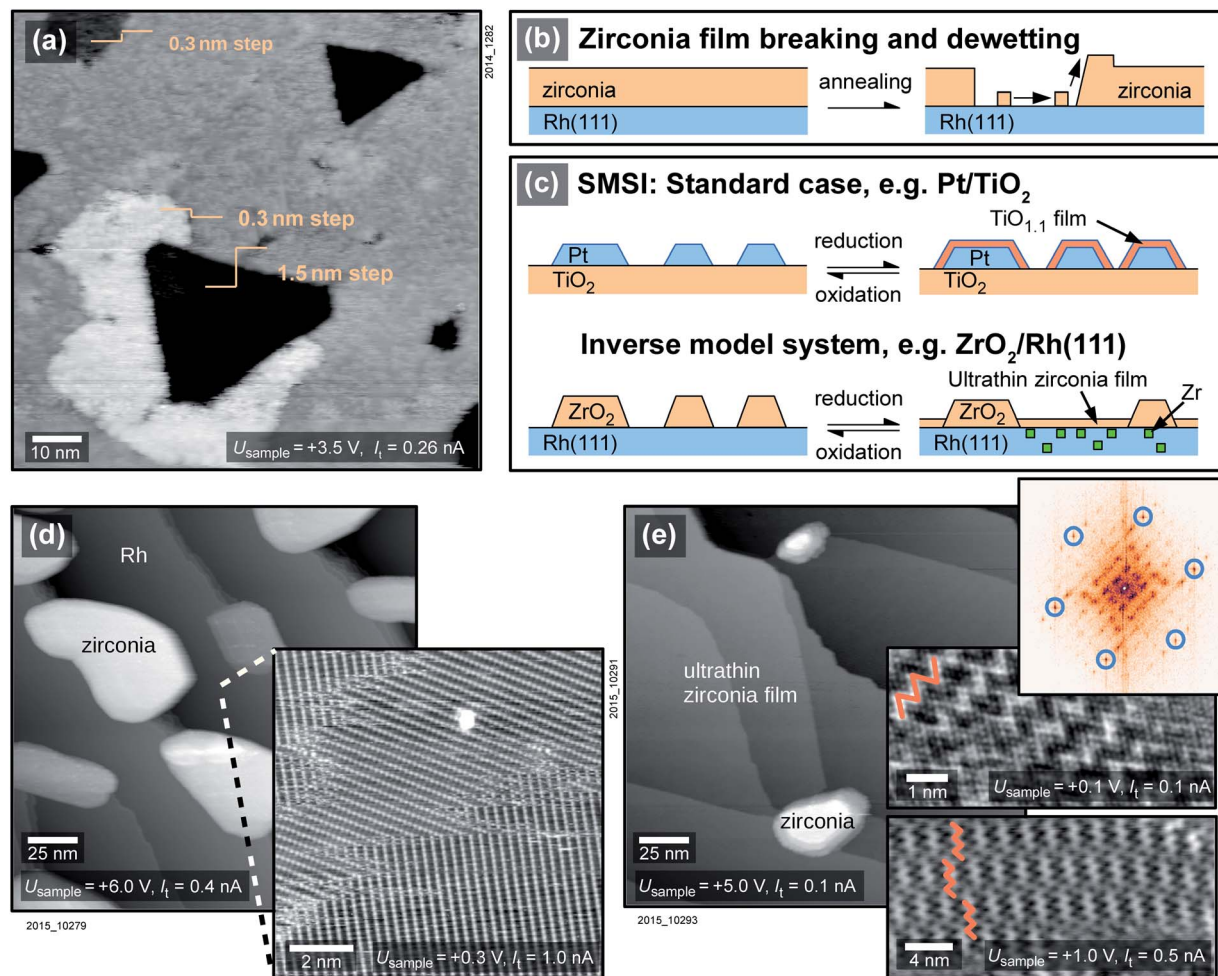 (a)
0.3 nm step
0.3 nm step
1.5 nm step
10 nm
Usample = +3.5 V, It = 0.26 nA
2014_1282
(b) Zirconia film breaking and dewetting
zirconia
Rh(111)
annealing
zirconia
Rh(111)
(c) SMSI: Standard case, e.g. Pt/TiO2
TiO1.1 film
Pt
TiO2
reduction
oxidation
Pt
TiO2
Inverse model system, e.g. ZrO2/Rh(111)
Ultrathin zirconia film
Zr
ZrO2
Rh(111)
reduction
oxidation
ZrO2
Rh(111)
(d)
Rh
zirconia
25 nm
Usample = +6.0 V, It = 0.4 nA
2015_10279
2 nm
Usample = +0.3 V, It = 1.0 nA
2015_10291
(e)
ultrathin
zirconia film
zirconia
25 nm
Usample = +5.0 V, It = 0.1 nA
2015_10293
1 nm
Usample = +0.1 V, It = 0.1 nA
4 nm
Usample = +1.0 V, It = 0.5 nA